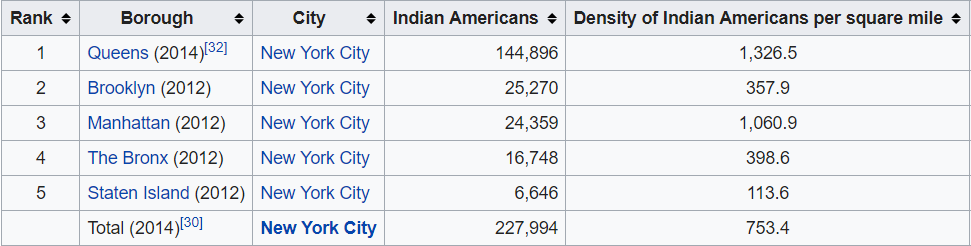 Rank Borough City Indian Americans Density of Indian Americans per square mile
1 Queens (2014)[32] New York City 144,896 1,326.5
2 Brooklyn (2012) New York City 25,270 357.9
3 Manhattan (2012) New York City 24,359 1,060.9
4 The Bronx (2012) New York City 16,748 398.6
5 Staten Island (2012) New York City 6,646 113.6
Total (2014)[30] New York City 227,994 753.4